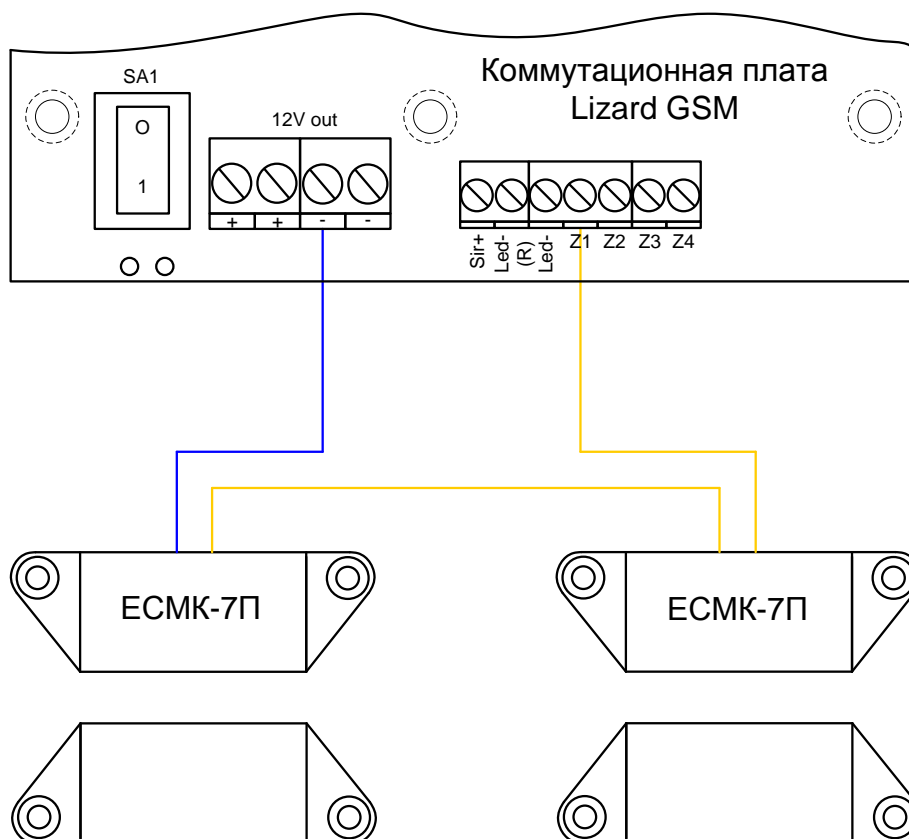 SA1
Коммутационная плата
Lizard GSM
12V out
O
1
+ + - -
Sir+ Led- (R) Led- Z1 Z2 Z3 Z4
ЕСМК-7П ЕСМК-7П